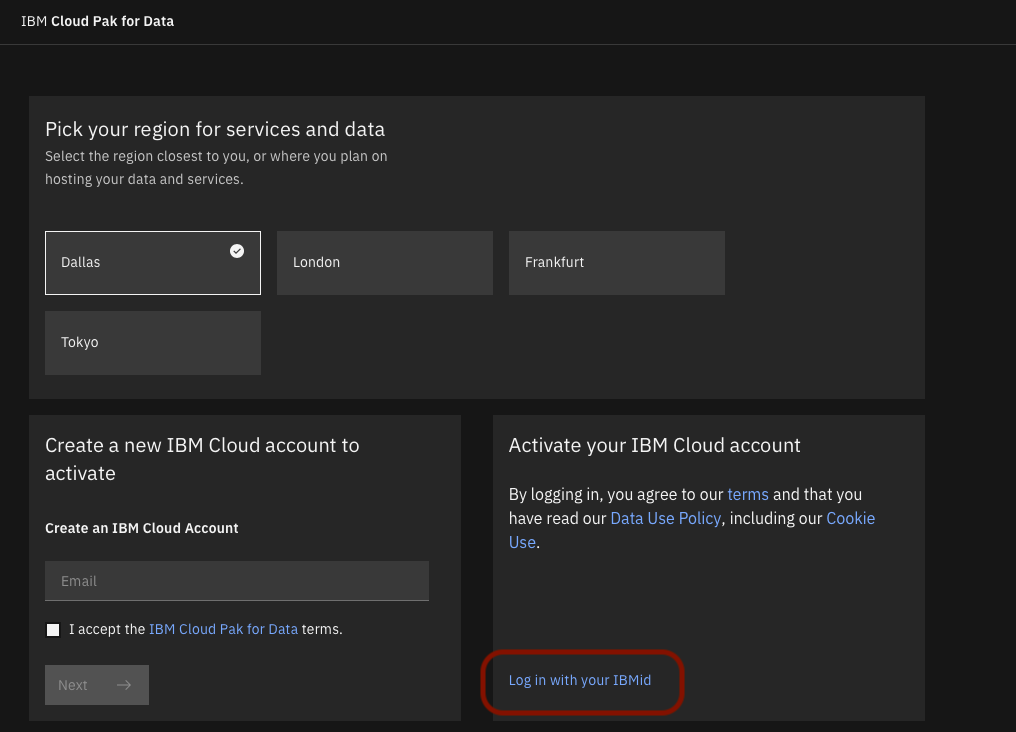 IBM Cloud Pak for Data
Pick your region for services and data
Select the region closest to you, or where you plan on
hosting your data and services.
Dallas
London
Frankfurt
Tokyo
Create a new IBM Cloud account to
activate
Create an IBM Cloud Account
Email
I accept the IBM Cloud Pak for Data terms.
Next
Activate your IBM Cloud account
By logging in, you agree to our terms and that you
have read our Data Use Policy, including our Cookie
Use.
Log in with your IBMid